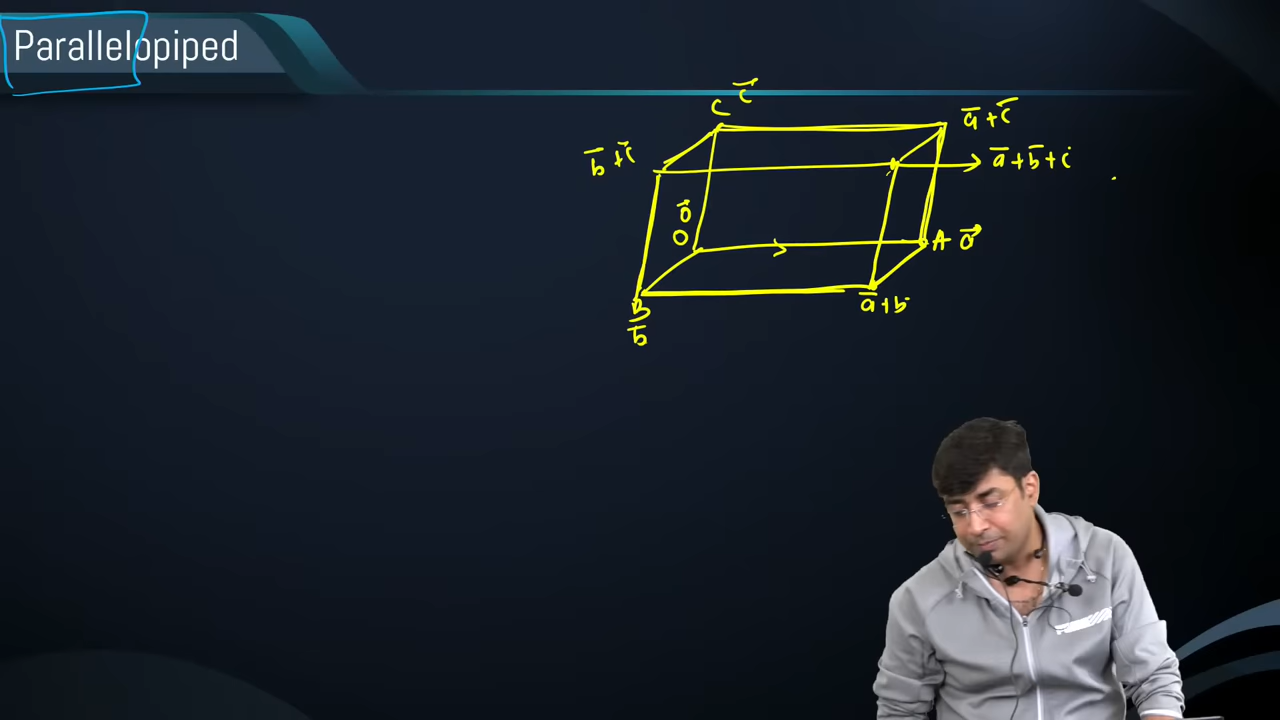 Parallelopiped
C c⃗
a̅ + c̅
b̅ + c̅
a̅ + b̅ + c̅
0⃗
O
A a⃗
B
b̅
a̅ + b̅